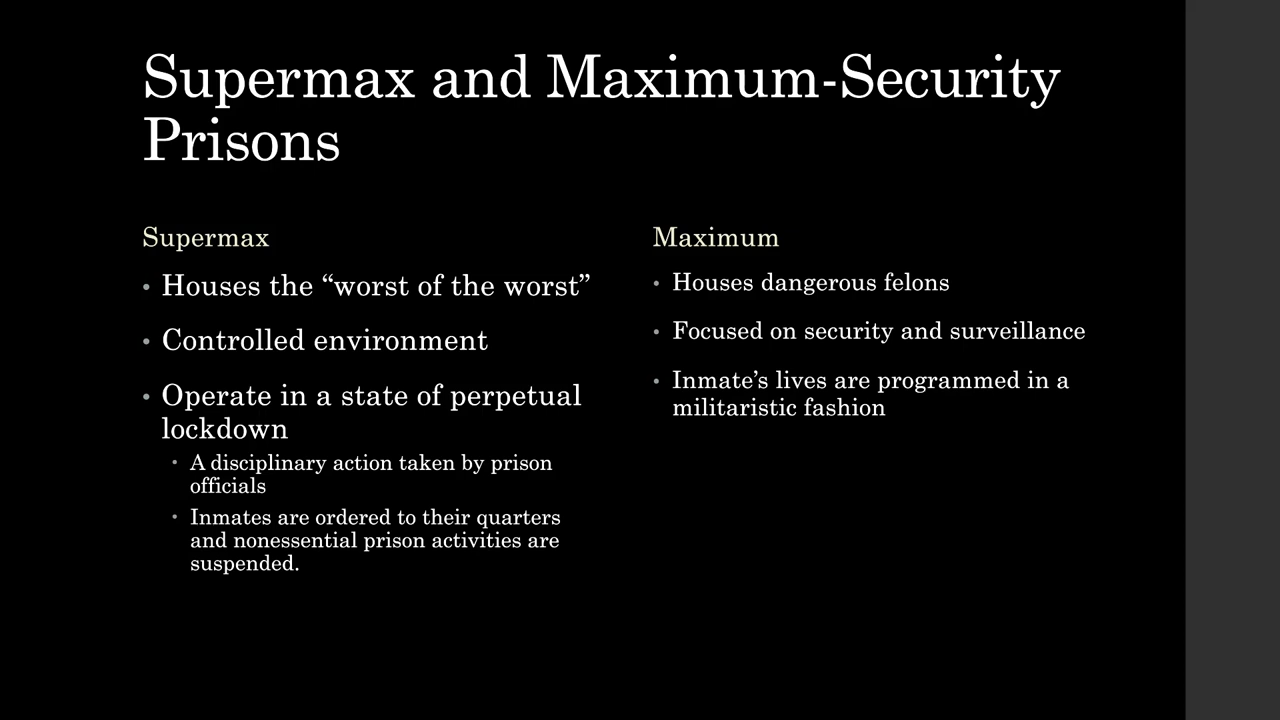 Supermax and Maximum-Security
Prisons
Supermax
• Houses the “worst of the worst”
• Controlled environment
• Operate in a state of perpetual
lockdown
• A disciplinary action taken by prison
officials
• Inmates are ordered to their quarters
and nonessential prison activities are
suspended.
Maximum
• Houses dangerous felons
• Focused on security and surveillance
• Inmate’s lives are programmed in a
militaristic fashion